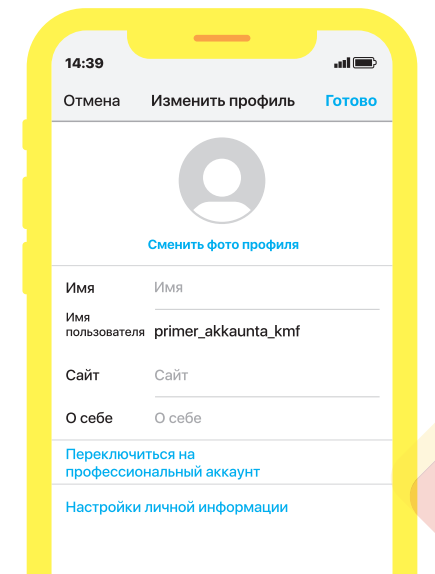 14:39
Отмена Изменить профиль Готово
Сменить фото профиля
Имя Имя
Имя
пользователя primer_akkaunta_kmf
Сайт Сайт
О себе О себе
Переключиться на
профессиональный аккаунт
Настройки личной информации